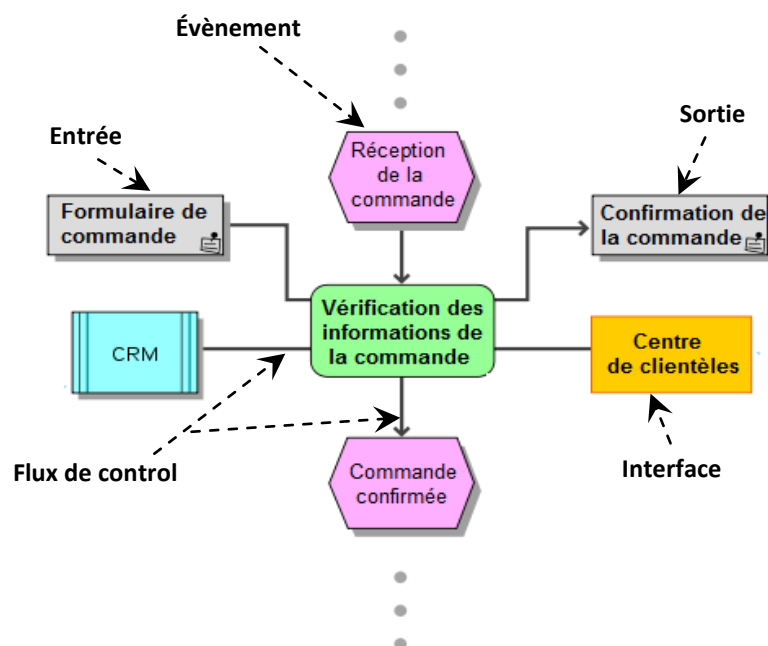 Évènement
Entrée
Sortie
Réception
de la
commande
Formulaire de
commande
Confirmation de
la commande
Vérification des
informations de
la commande
CRM
Centre
de clientèles
Flux de control
Interface
Commande
confirmée